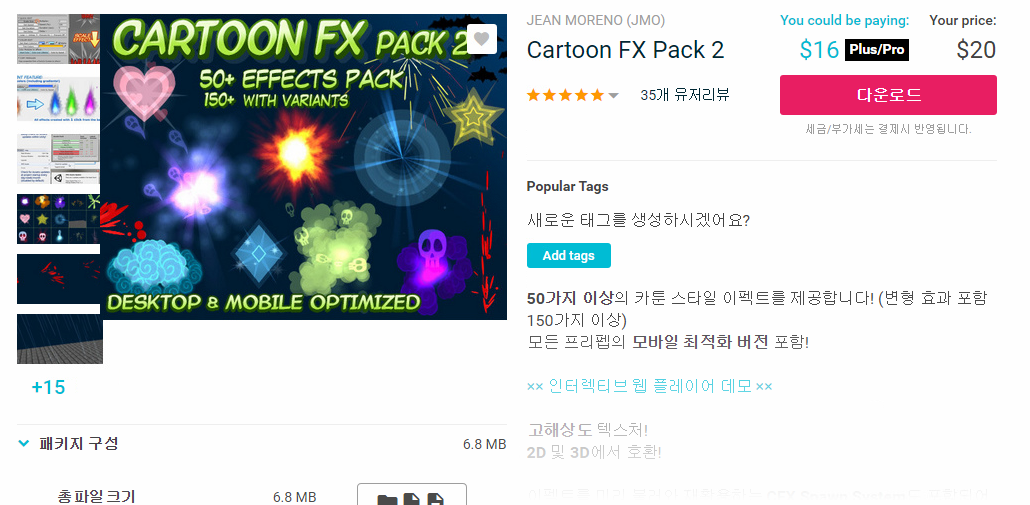 CARTOON FX PACK 2
50+ EFFECTS PACK
150+ WITH VARIANTS
DESKTOP & MOBILE OPTIMIZED
+15
패키지 구성 6.8 MB
총 파일 크기 6.8 MB
JEAN MORENO (JMO)
Cartoon FX Pack 2
You could be paying: Your price:
$16 Plus/Pro $20
35개 유저리뷰
다운로드
세금/부가세는 결제시 반영됩니다.
Popular Tags
새로운 태그를 생성하시겠어요?
Add tags
50가지 이상의 카툰 스타일 이펙트를 제공합니다! (변형 효과 포함
150가지 이상)
모든 프리펩의 모바일 최적화 버전 포함!
×× 인터렉티브 웹 플레이어 데모 ××
고해상도 텍스처!
2D 및 3D에서 호환!